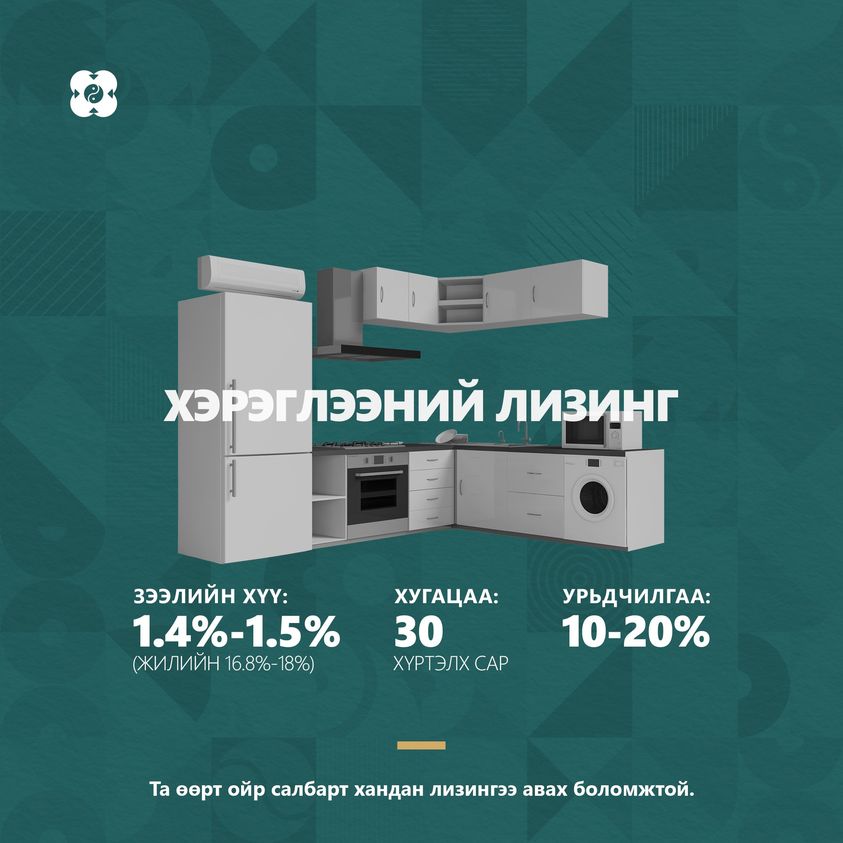 ХЭРЭГЛЭЭНИЙ ЛИЗИНГ
ЗЭЭЛИЙН ХҮҮ:
1.4%-1.5%
(ЖИЛИЙН 16.8%-18%)
ХУГАЦАА:
30
ХҮРТЭЛХ САР
УРЬДЧИЛГАА:
10-20%
Та өөрт ойр салбарт хандан лизингээ авах боломжтой.